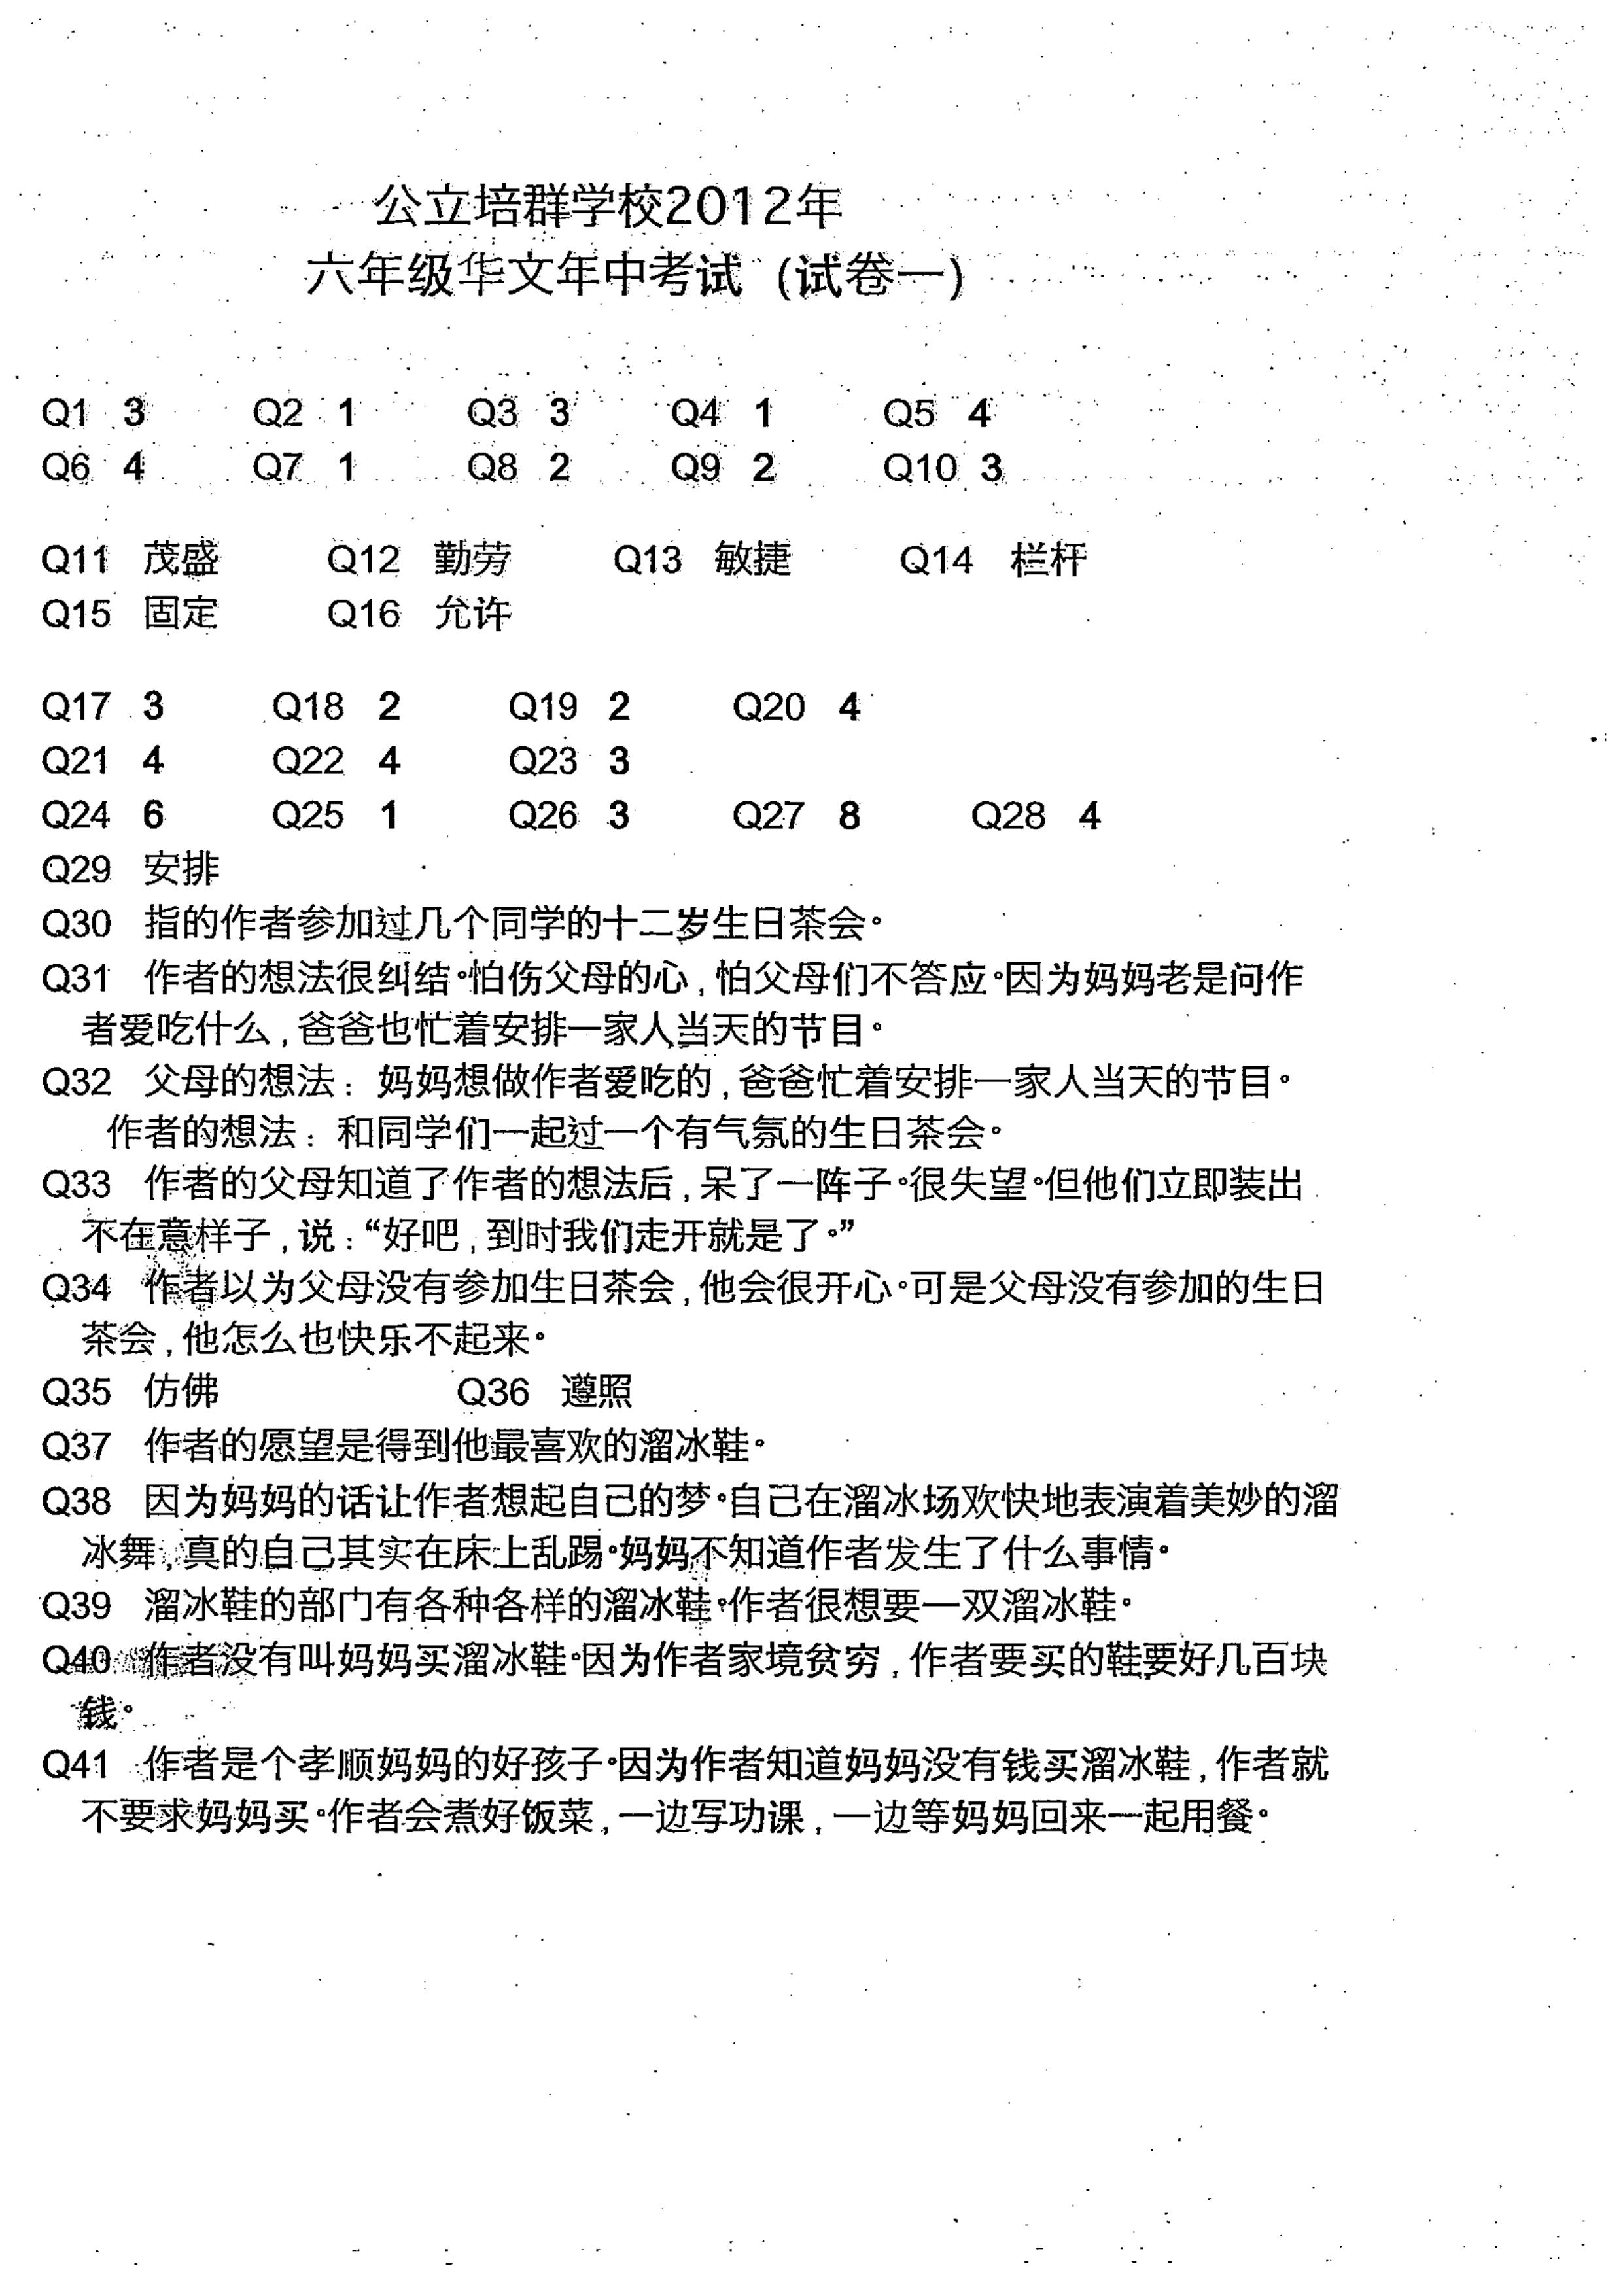 公立培群学校2012年
六年级华文年中考试 (试卷一)
Q1 3 Q2 1 Q3 3 Q4 1 Q5 4
Q6 4 Q7 1 Q8 2 Q9 2 Q10 3
Q11 茂盛 Q12 勤劳 Q13 敏捷 Q14 栏杆
Q15 固定 Q16 允许
Q17 3 Q18 2 Q19 2 Q20 4
Q21 4 Q22 4 Q23 3
Q24 6 Q25 1 Q26 3 Q27 8 Q28 4
Q29 安排
Q30 指的作者参加过几个同学的十二岁生日茶会。
Q31 作者的想法很纠结。怕伤父母的心,怕父母们不答应。因为妈妈老是问作
者爱吃什么,爸爸也忙着安排一家人当天的节目。
Q32 父母的想法:妈妈想做作者爱吃的,爸爸忙着安排一家人当天的节目。
作者的想法:和同学们一起过一个有气氛的生日茶会。
Q33 作者的父母知道了作者的想法后,呆了一阵子。很失望。但他们立即装出
不在意样子,说:“好吧,到时我们走开就是了。”
Q34 作者以为父母没有参加生日茶会,他会很开心。可是父母没有参加的生日
茶会,他怎么也快乐不起来。
Q35 仿佛 Q36 遵照
Q37 作者的愿望是得到他最喜欢的溜冰鞋。
Q38 因为妈妈的话让作者想起自己的梦。自己在溜冰场欢快地表演着美妙的溜
冰舞,真的自己其实在床上乱踢。妈妈不知道作者发生了什么事情。
Q39 溜冰鞋的部门有各种各样的溜冰鞋。作者很想要一双溜冰鞋。
Q40 作者没有叫妈妈买溜冰鞋。因为作者家境贫穷,作者要买的鞋要好几百块
钱。
Q41 作者是个孝顺妈妈的好孩子。因为作者知道妈妈没有钱买溜冰鞋,作者就
不要求妈妈买。作者会煮好饭菜,一边写功课,一边等妈妈回来一起用餐。